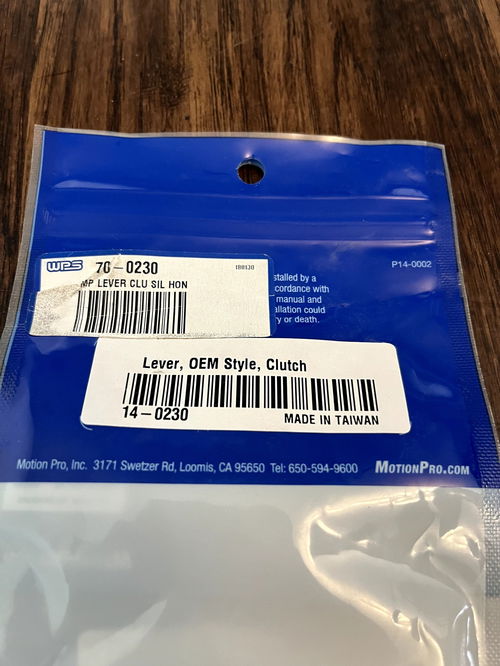 P14-0002
WPS 70-0230 180130
MP LEVER CLU SIL HON
stalled by a
cordance with
manual and
allation could
ry or death.
Lever, OEM Style, Clutch
14-0230 MADE IN TAIWAN
Motion Pro, Inc. 3171 Swetzer Rd, Loomis, CA 95650 Tel: 650-594-9600 MOTIONPRO.COM